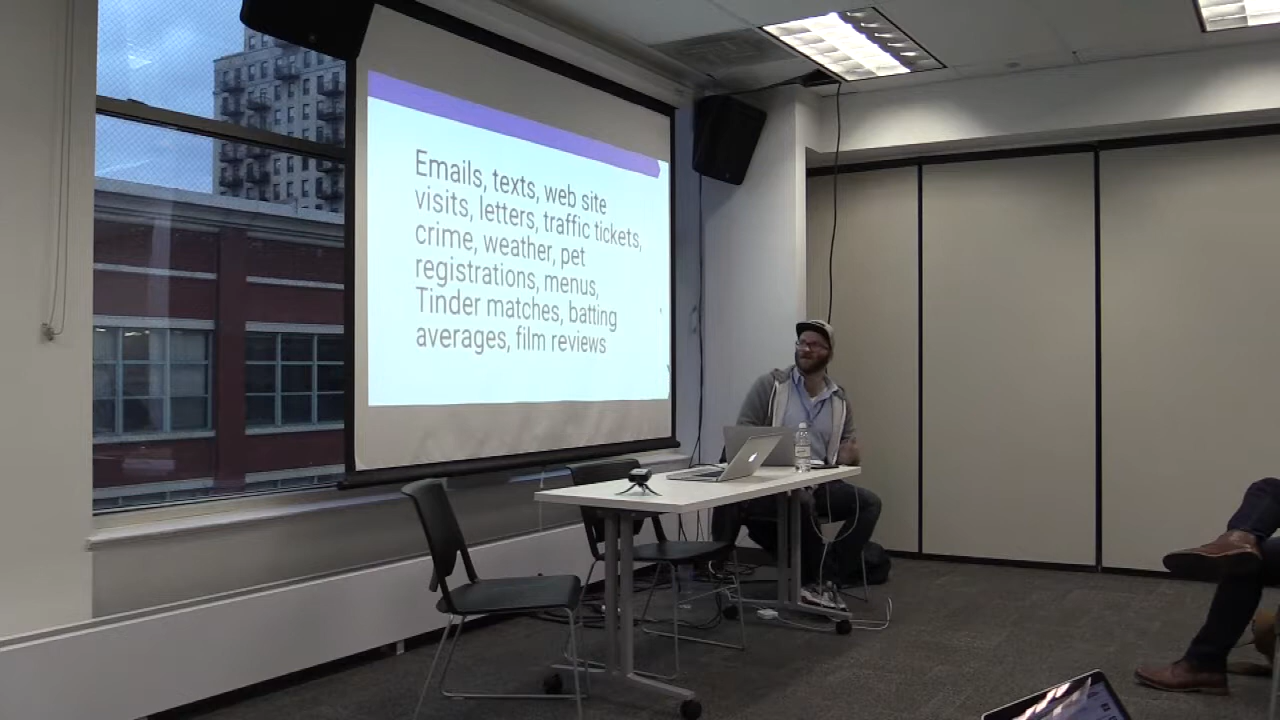 Emails, texts, web site
visits, letters, traffic tickets,
crime, weather, pet
registrations, menus,
Tinder matches, batting
averages, film reviews